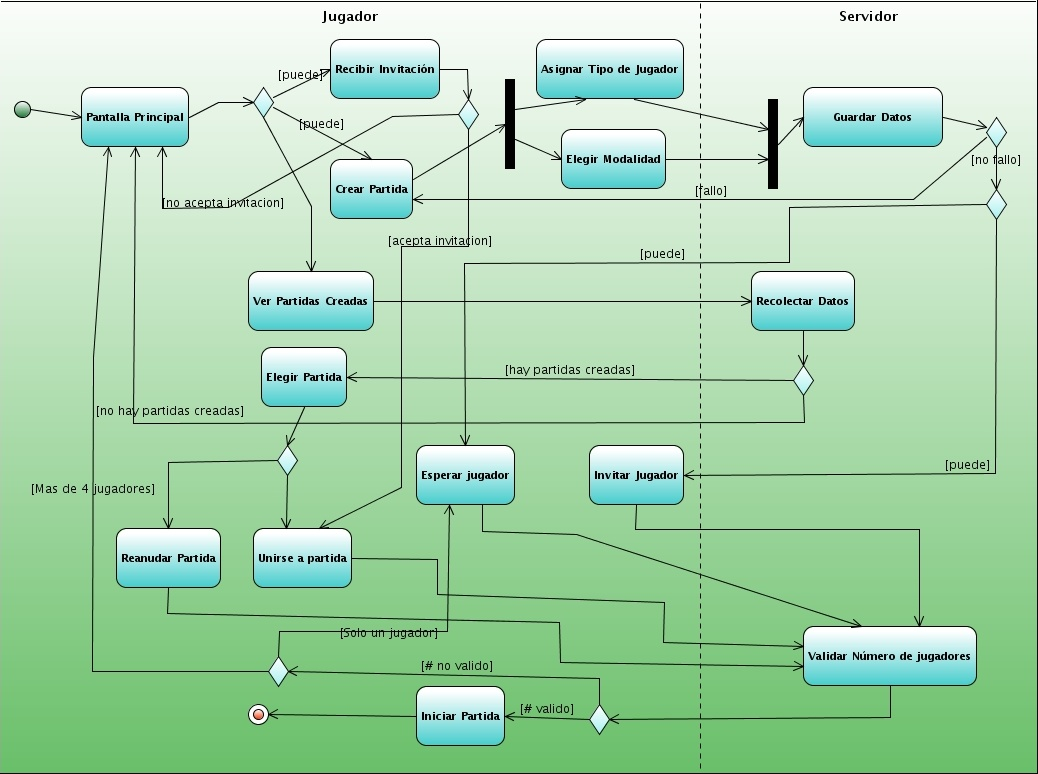 Jugador
Servidor
Recibir Invitación
Asignar Tipo de Jugador
[puede]
Pantalla Principal
Guardar Datos
[puede]
Elegir Modalidad
[no fallo]
Crear Partida
[fallo]
[no acepta invitacion]
[acepta invitacion]
[puede]
Ver Partidas Creadas
Recolectar Datos
[hay partidas creadas]
Elegir Partida
[no hay partidas creadas]
[puede]
Esperar jugador
Invitar Jugador
[Mas de 4 jugadores]
Reanudar Partida
Unirse a partida
[Solo un jugador]
Validar Número de jugadores
[# no valido]
[# valido]
Iniciar Partida